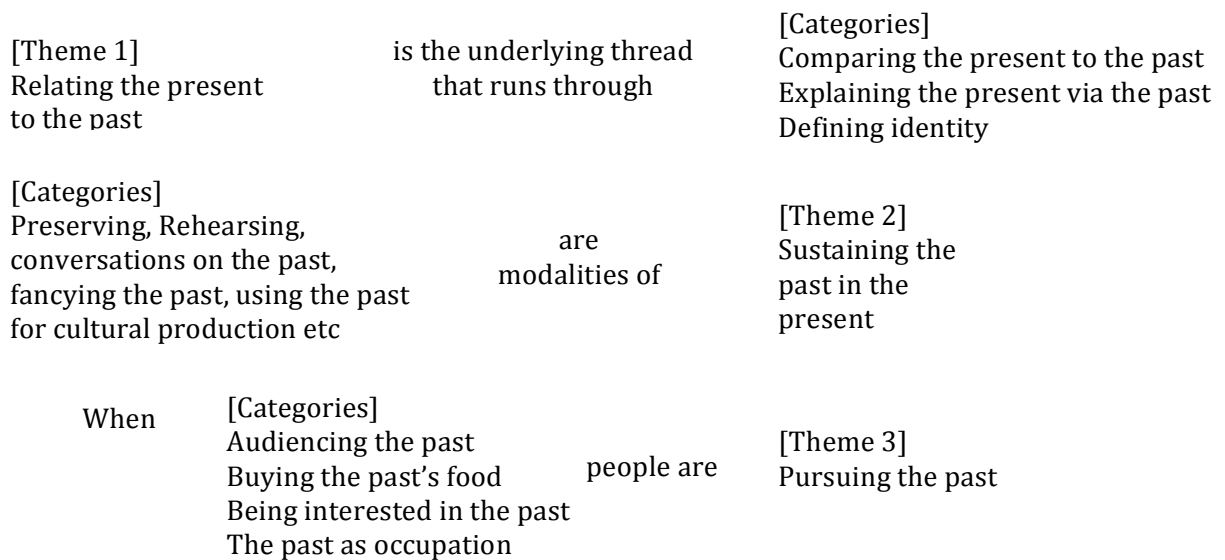 [Theme 1]
Relating the present
to the past
is the underlying thread
that runs through
[Categories]
Comparing the present to the past
Explaining the present via the past
Defining identity
[Categories]
Preserving, Rehearsing,
conversations on the past,
fancying the past, using the past
for cultural production etc
are
modalities of
[Theme 2]
Sustaining the
past in the
present
When
[Categories]
Audiencing the past
Buying the past’s food
Being interested in the past
The past as occupation
people are
[Theme 3]
Pursuing the past